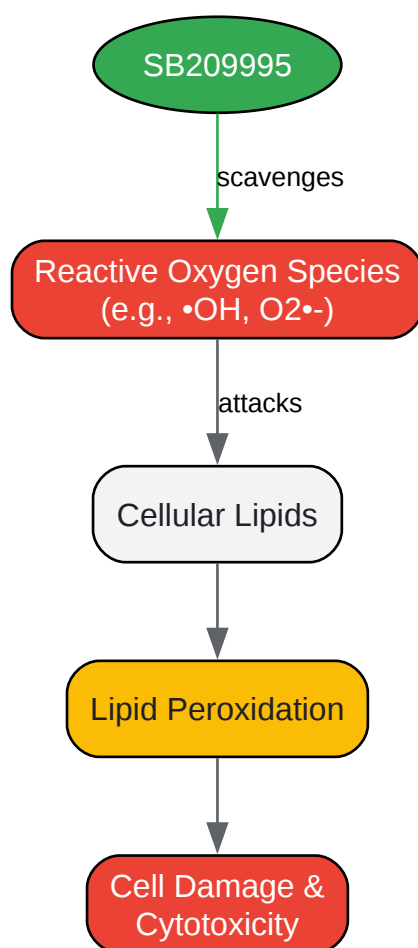 SB209995
scavenges
Reactive Oxygen Species
(e.g., •OH, O2•-)
attacks
Cellular Lipids
Lipid Peroxidation
Cell Damage &
Cytotoxicity